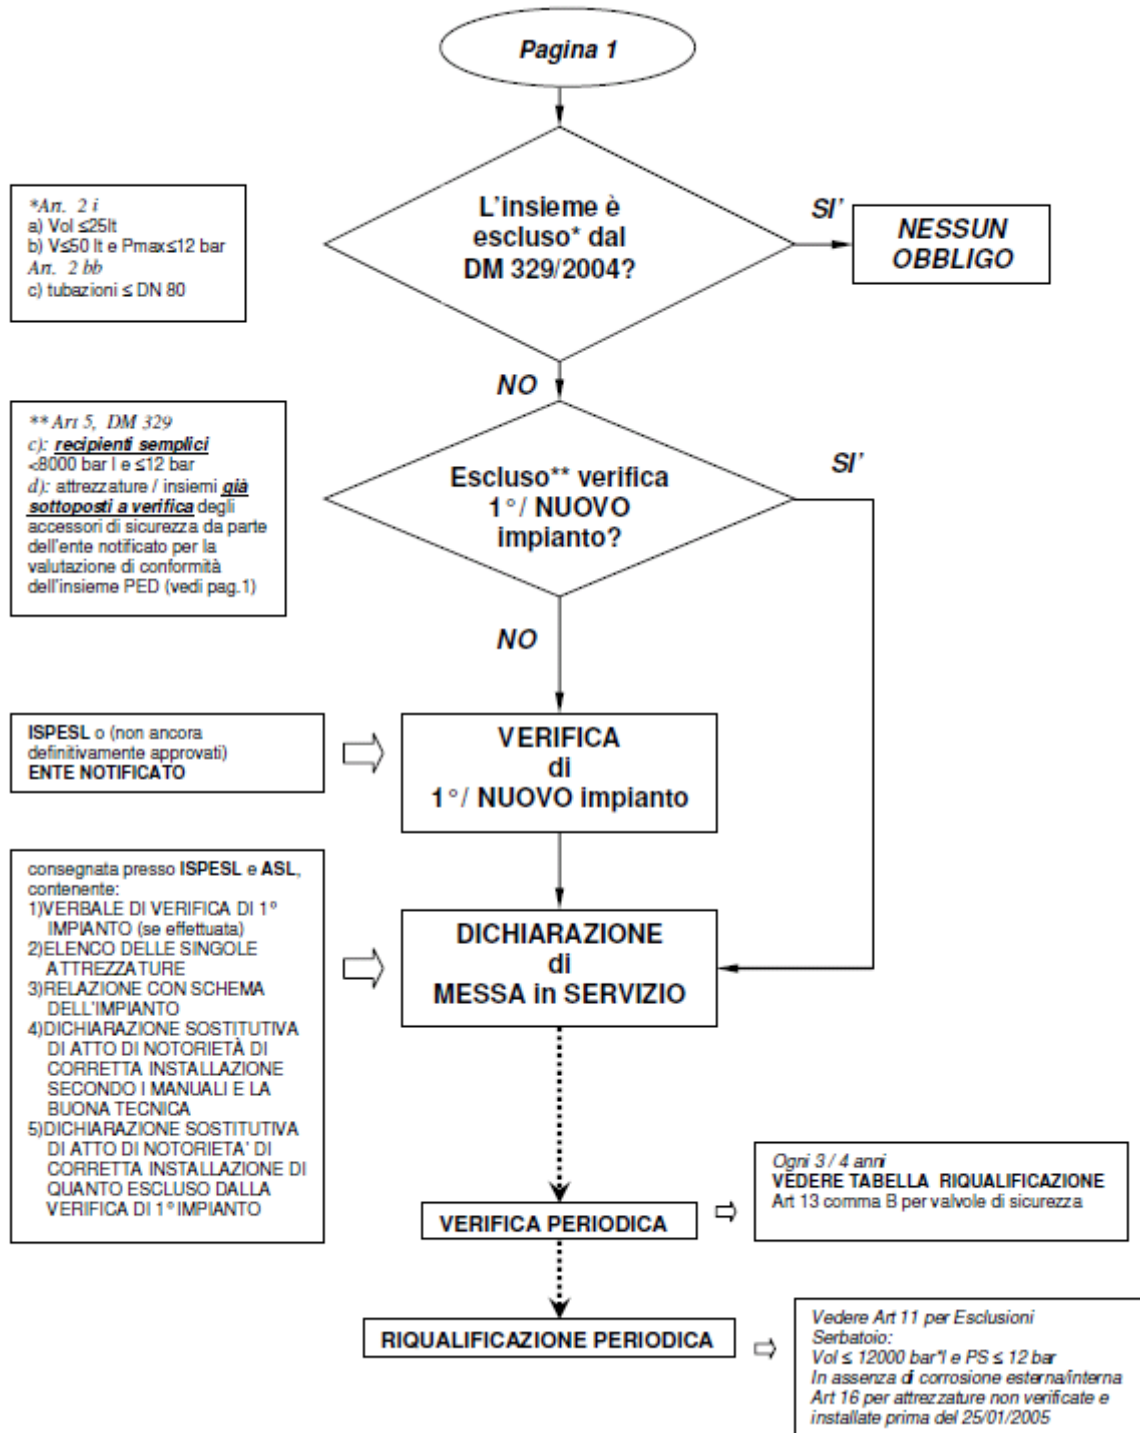 Pagina 1
*Art. 2 i
a) Vol ≤25lt
b) V≤50 lt e Pmax≤12 bar
Art. 2 bb
c) tubazioni ≤ DN 80
L'insieme è
escluso* dal
DM 329/2004?
SI'
NESSUN
OBBLIGO
NO
** Art 5, DM 329
c): recipienti semplici
<8000 bar l e ≤12 bar
d): attrezzature / insiemi già
sottoposti a verifica degli
accessori di sicurezza da parte
dell'ente notificato per la
valutazione di conformità
dell'insieme PED (vedi pag.1)
Escluso** verifica
1°/ NUOVO
impianto?
SI'
NO
ISPESL o (non ancora
definitivamente approvati)
ENTE NOTIFICATO
VERIFICA
di
1°/ NUOVO impianto
consegnata presso ISPESL e ASL,
contenente:
1)VERBALE DI VERIFICA DI 1º
IMPIANTO (se effettuata)
2)ELENCO DELLE SINGOLE
ATTREZZATURE
3)RELAZIONE CON SCHEMA
DELL'IMPIANTO
4)DICHIARAZIONE SOSTITUTIVA
DI ATTO DI NOTORIETÀ DI
CORRETTA INSTALLAZIONE
SECONDO I MANUALI E LA
BUONA TECNICA
5)DICHIARAZIONE SOSTITUTIVA
DI ATTO DI NOTORIETA' DI
CORRETTA INSTALLAZIONE DI
QUANTO ESCLUSO DALLA
VERIFICA DI 1º IMPIANTO
DICHIARAZIONE
di
MESSA in SERVIZIO
VERIFICA PERIODICA
Ogni 3 / 4 anni
VEDERE TABELLA RIQUALIFICAZIONE
Art 13 comma B per valvole di sicurezza
RIQUALIFICAZIONE PERIODICA
Vedere Art 11 per Esclusioni
Serbatoio:
Vol ≤ 12000 bar*l e PS ≤ 12 bar
In assenza di corrosione esterna/interna
Art 16 per attrezzature non verificate e
installate prima del 25/01/2005